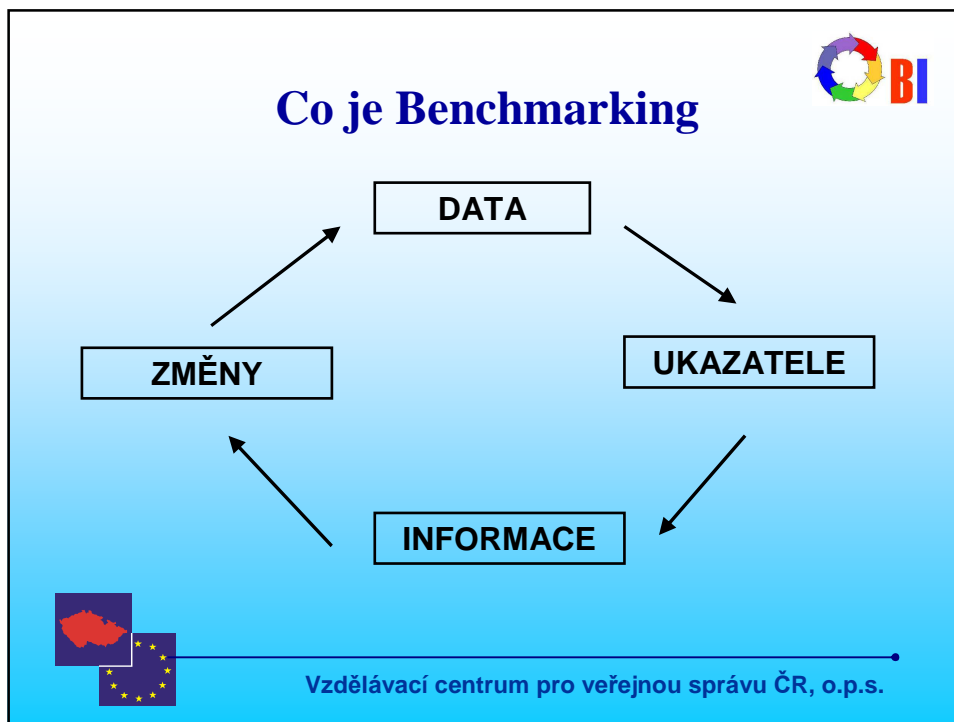 BI
Co je Benchmarking
DATA
ZMĚNY
UKAZATELE
INFORMACE
Vzdělávací centrum pro veřejnou správu ČR, o.p.s.